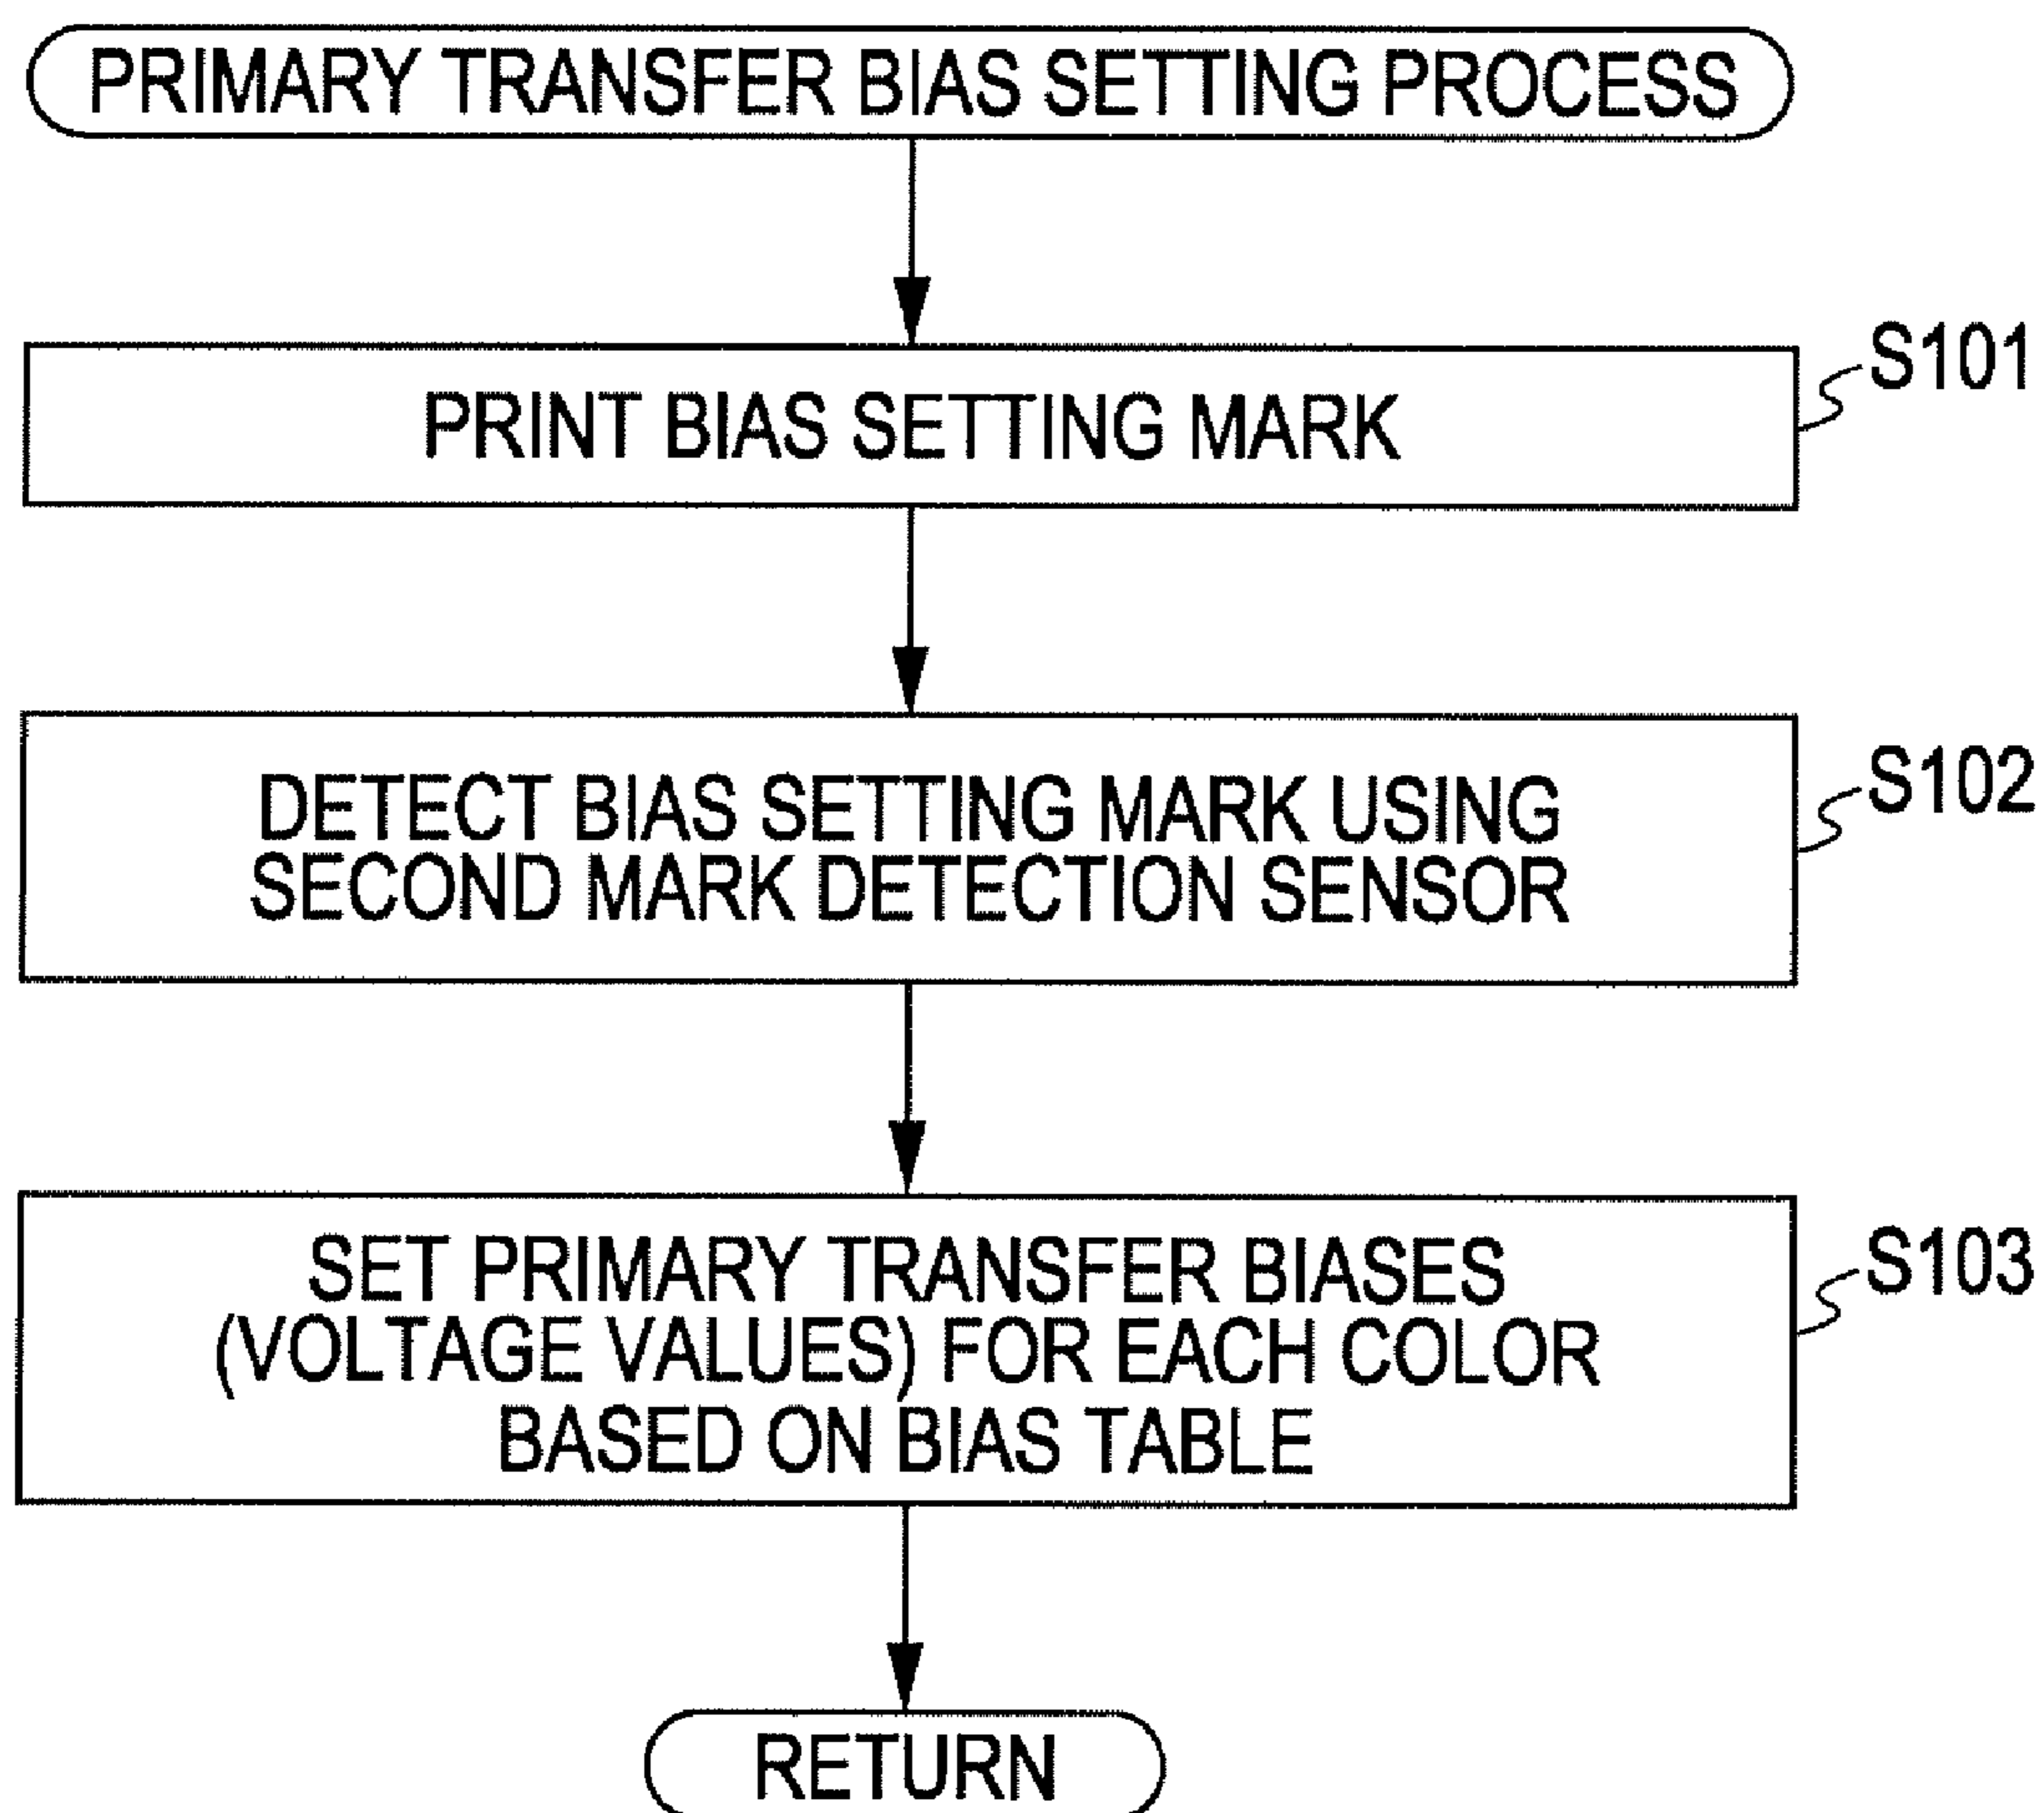 PRIMARY TRANSFER BIAS SETTING PROCESS
PRINT BIAS SETTING MARK
S101
DETECT BIAS SETTING MARK USING
SECOND MARK DETECTION SENSOR
S102
SET PRIMARY TRANSFER BIASES
(VOLTAGE VALUES) FOR EACH COLOR
BASED ON BIAS TABLE
S103
RETURN